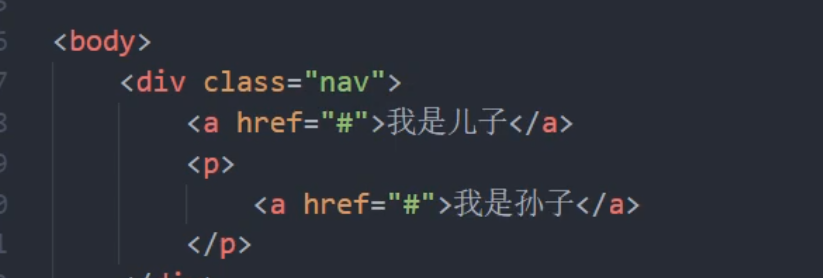 <body>
<div class="nav">
<a href="#">我是儿子</a>
<p>
<a href="#">我是孙子</a>
</p>